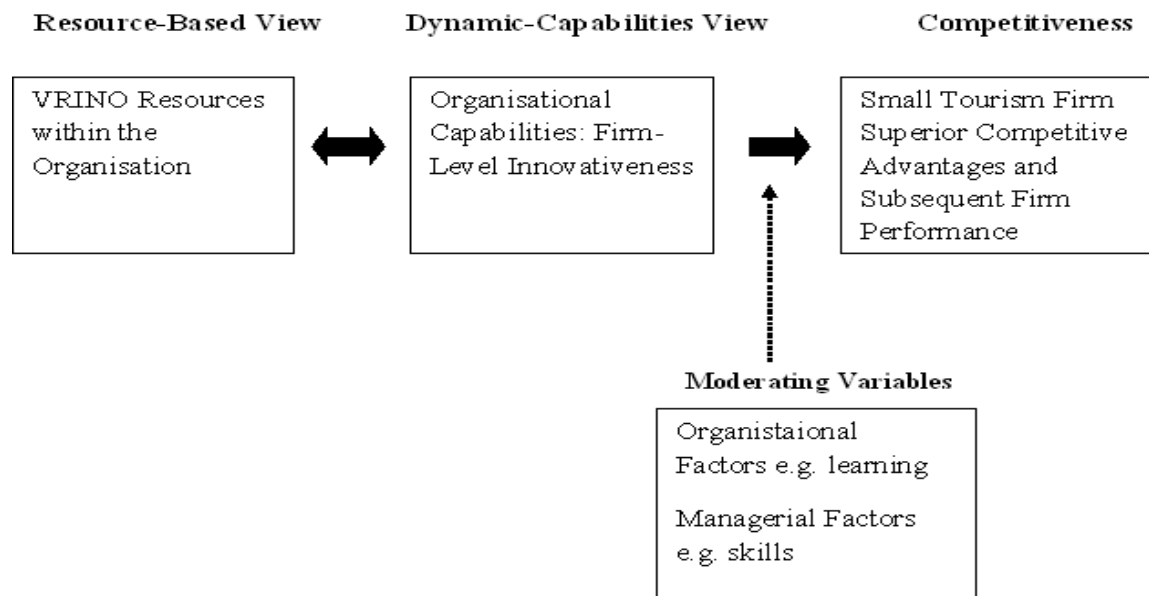 Resource-Based View
Dynamic-Capabilities View
Competitiveness
VRINO Resources
within the
Organisation
Organisational
Capabilities: Firm-
Level Innovativeness
Small Tourism Firm
Superior Competitive
Advantages and
Subsequent Firm
Performance
Moderating Variables
Organistaional
Factors e.g. learning
Managerial Factors
e.g. skills